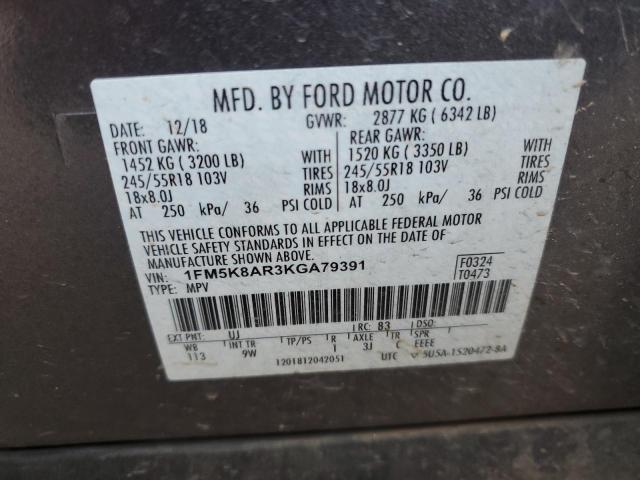 MFD. BY FORD MOTOR CO.
DATE: 12/18 GVWR: 2877 KG ( 6342 LB)
FRONT GAWR: REAR GAWR:
1452 KG ( 3200 LB) WITH 1520 KG ( 3350 LB) WITH
245/55R18 103V TIRES 245/55R18 103V TIRES
18x8.0J RIMS 18x8.0J RIMS
AT 250 kPa/ 36 PSI COLD AT 250 kPa/ 36 PSI COLD
THIS VEHICLE CONFORMS TO ALL APPLICABLE FEDERAL MOTOR
VEHICLE SAFETY STANDARDS IN EFFECT ON THE DATE OF
MANUFACTURE SHOWN ABOVE.
VIN: 1FM5K8AR3KGA79391 F0324
TYPE: MPV T0473
EXT PNT: UJ RC: 83 DSO:
WB INT TR TP/PS R AXLE TR SPR
113 9W 1 3J C EEEE
1201812042051 UTC 5U5A-1520472-8A